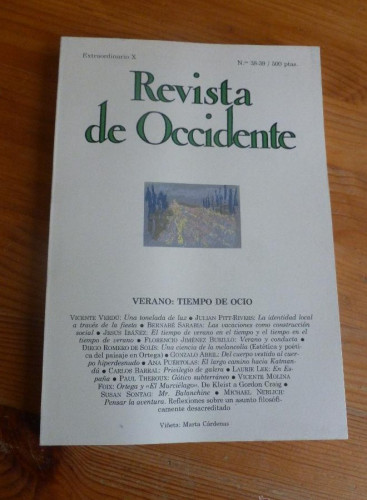 Extraordinario X
N.º 38-39 / 500 ptas.
Revista
de Occidente
VERANO: TIEMPO DE OCIO
VICENTE VERDÚ: Una tonelada de luz ● JULIAN PITT-RIVERS: La identidad local
a través de la fiesta ● BERNABÉ SARABIA: Las vacaciones como construcción
social ● JESÚS IBÁÑEZ: El tiempo de verano en el tiempo y el tiempo en el
tiempo de verano ● FLORENCIO JIMÉNEZ BURILLO: Verano y conducta ●
DIEGO ROMERO DE SOLÍS: Una ciencia de la melancolía (Estética y poéti-
ca del paisaje en Ortega) ● GONZALO ABRIL: Del cuerpo vestido al cuer-
po hiperdesnudo ● ANA PUÉRTOLAS: El largo camino hacia Katman-
dú ● CARLOS BARRAL: Privilegio de galera ● LAURIE LEE: En Es-
paña ● PAUL THEROUX: Gótico subterráneo ● VICENTE MOLINA
FOIX: Ortega y «El Murciélago». De Kleist a Gordon Craig ●
SUSAN SONTAG: Mr. Balanchine ● MICHAEL NERLICH:
Pensar la aventura. Reflexiones sobre un asunto filosófi-
camente desacreditado
Viñeta: Marta Cárdenas